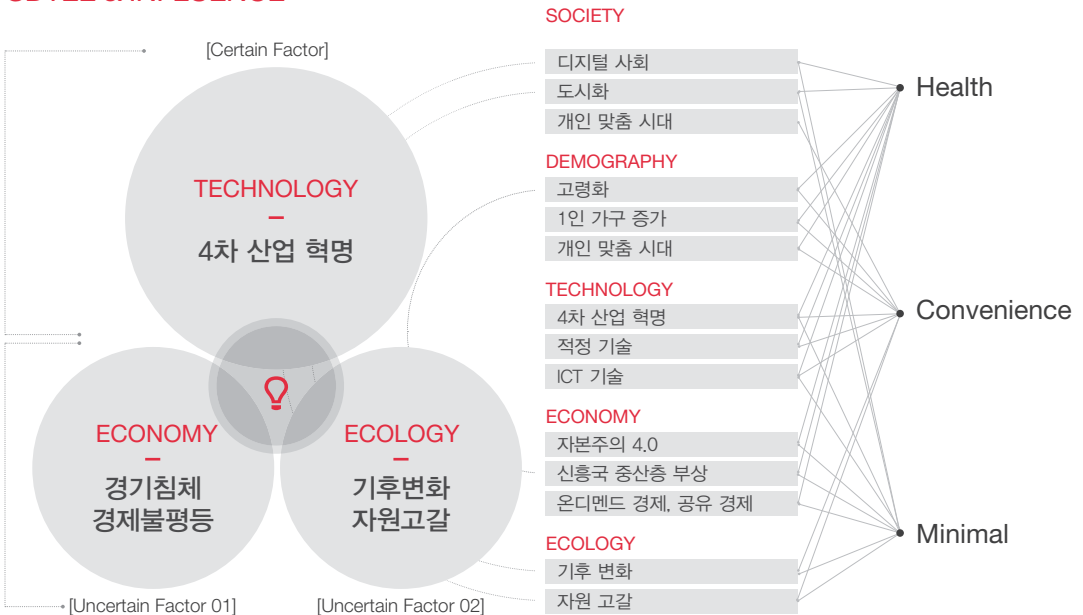 [Certain Factor]
TECHNOLOGY
4차 산업 혁명
ECONOMY
경기침체
경제불평등
ECOLOGY
기후변화
자원고갈
[Uncertain Factor 01]
[Uncertain Factor 02]
SOCIETY
디지털 사회
도시화
개인 맞춤 시대
DEMOGRAPHY
고령화
1인 가구 증가
개인 맞춤 시대
TECHNOLOGY
4차 산업 혁명
적정 기술
ICT 기술
ECONOMY
자본주의 4.0
신흥국 중산층 부상
온디멘드 경제, 공유 경제
ECOLOGY
기후 변화
자원 고갈
Health
Convenience
Minimal